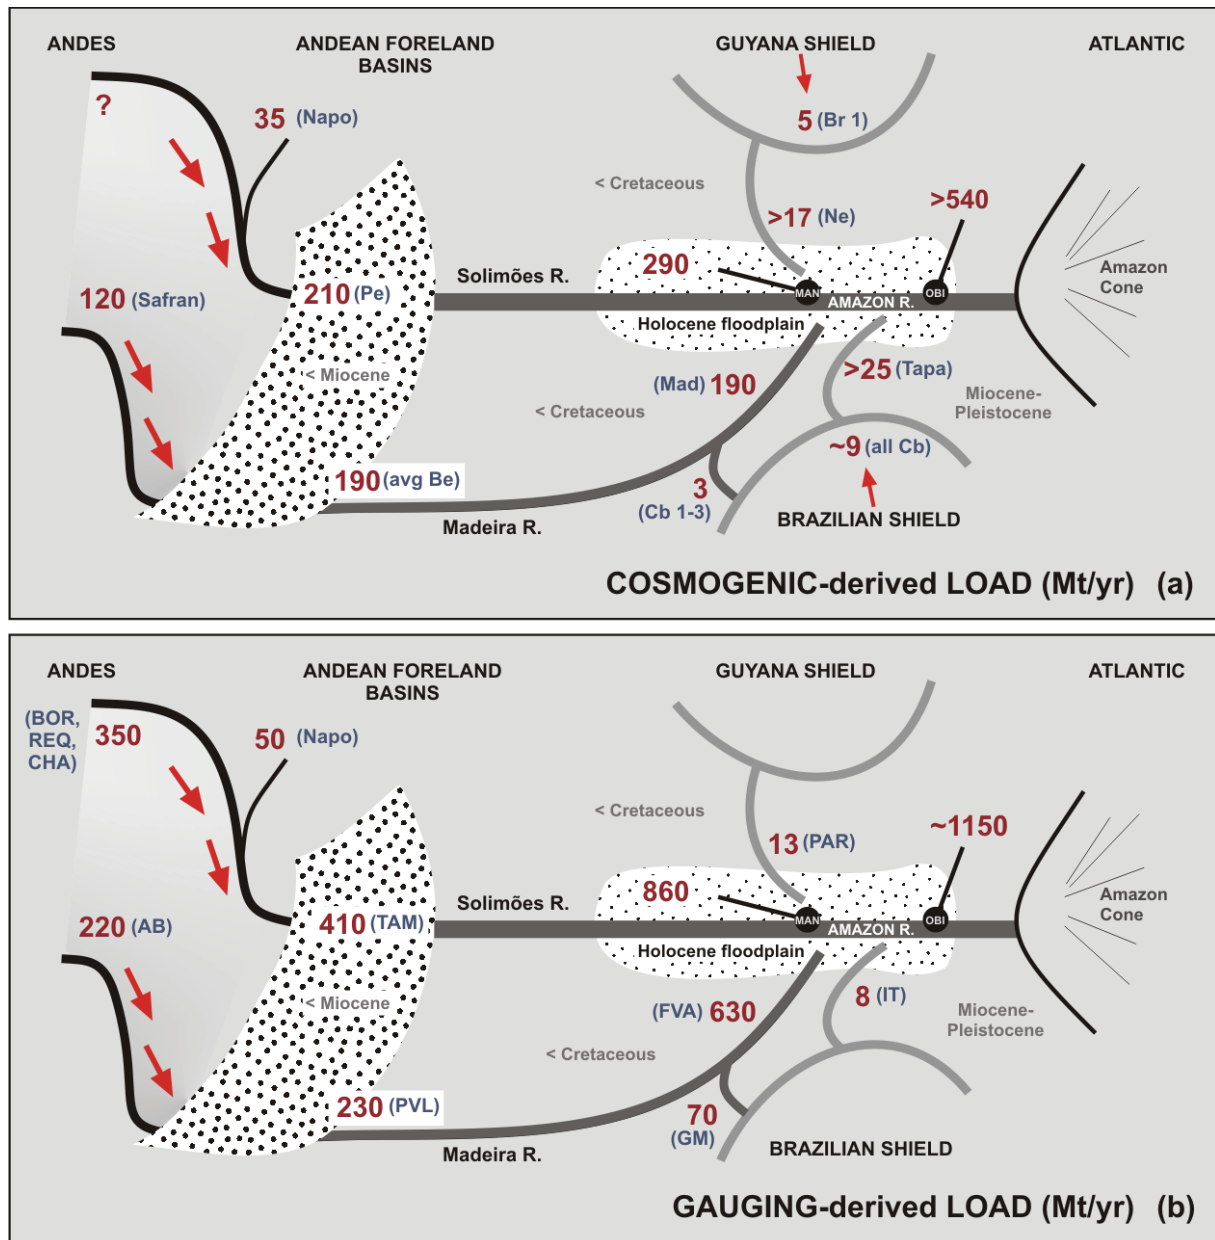 ANDES
ANDEAN FORELAND
BASINS
GUYANA SHIELD
ATLANTIC
?
35 (Napo)
5 (Br 1)
< Cretaceous
>17 (Ne)
>540
290
Solimões R.
120 (Safran)
210 (Pe)
MAN
AMAZON R.
OBI
Amazon
Cone
Holocene floodplain
< Miocene
(Mad) 190
>25 (Tapa)
< Cretaceous
Miocene-
Pleistocene
~9 (all Cb)
190 (avg Be)
3
(Cb 1-3)
Madeira R.
BRAZILIAN SHIELD
COSMOGENIC-derived LOAD (Mt/yr) (a)
ANDES
ANDEAN FORELAND
BASINS
GUYANA SHIELD
ATLANTIC
(BOR,
REQ,
CHA)
350
50 (Napo)
< Cretaceous
13 (PAR)
~1150
860
Solimões R.
220 (AB)
410 (TAM)
MAN
AMAZON R.
OBI
Amazon
Cone
Holocene floodplain
< Miocene
(FVA) 630
8 (IT)
Miocene-
Pleistocene
< Cretaceous
230 (PVL)
70
(GM)
Madeira R.
BRAZILIAN SHIELD
GAUGING-derived LOAD (Mt/yr) (b)